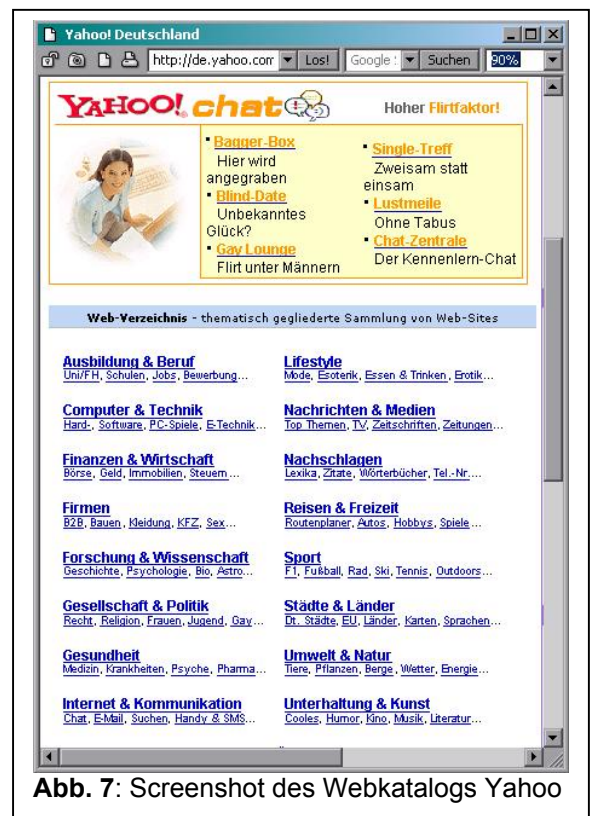 Yahoo! Deutschland
http://de.yahoo.com Los! Google Suchen 90%
YAHOO! chat Hoher Flirtfaktor!
Bagger-Box
Hier wird
angegraben
Blind-Date
Unbekanntes
Glück?
Gay Lounge
Flirt unter Männern
Single-Treff
Zweisam statt
einsam
Lustmeile
Ohne Tabus
Chat-Zentrale
Der Kennenlern-Chat
Web-Verzeichnis - thematisch gegliederte Sammlung von Web-Sites
Ausbildung & Beruf
Uni/FH, Schulen, Jobs, Bewerbung...
Computer & Technik
Hard-, Software, PC-Spiele, E-Technik...
Finanzen & Wirtschaft
Börse, Geld, Immobilien, Steuern...
Firmen
B2B, Bauen, Kleidung, KFZ, Sex...
Forschung & Wissenschaft
Geschichte, Psychologie, Bio, Astro...
Gesellschaft & Politik
Recht, Religion, Frauen, Jugend, Gay...
Gesundheit
Medizin, Krankheiten, Psyche, Pharma...
Internet & Kommunikation
Chat, E-Mail, Suchen, Handy & SMS...
Lifestyle
Mode, Esoterik, Essen & Trinken, Erotik...
Nachrichten & Medien
Top Themen, TV, Zeitschriften, Zeitungen...
Nachschlagen
Lexika, Zitate, Wörterbücher, Tel.-Nr....
Reisen & Freizeit
Routenplaner, Autos, Hobbys, Spiele...
Sport
F1, Fußball, Rad, Ski, Tennis, Outdoors...
Städte & Länder
Dt. Städte, EU, Länder, Karten, Sprachen...
Umwelt & Natur
Tiere, Pflanzen, Berge, Wetter, Energie...
Unterhaltung & Kunst
Cooles, Humor, Kino, Musik, Literatur...
Abb. 7: Screenshot des Webkatalogs Yahoo